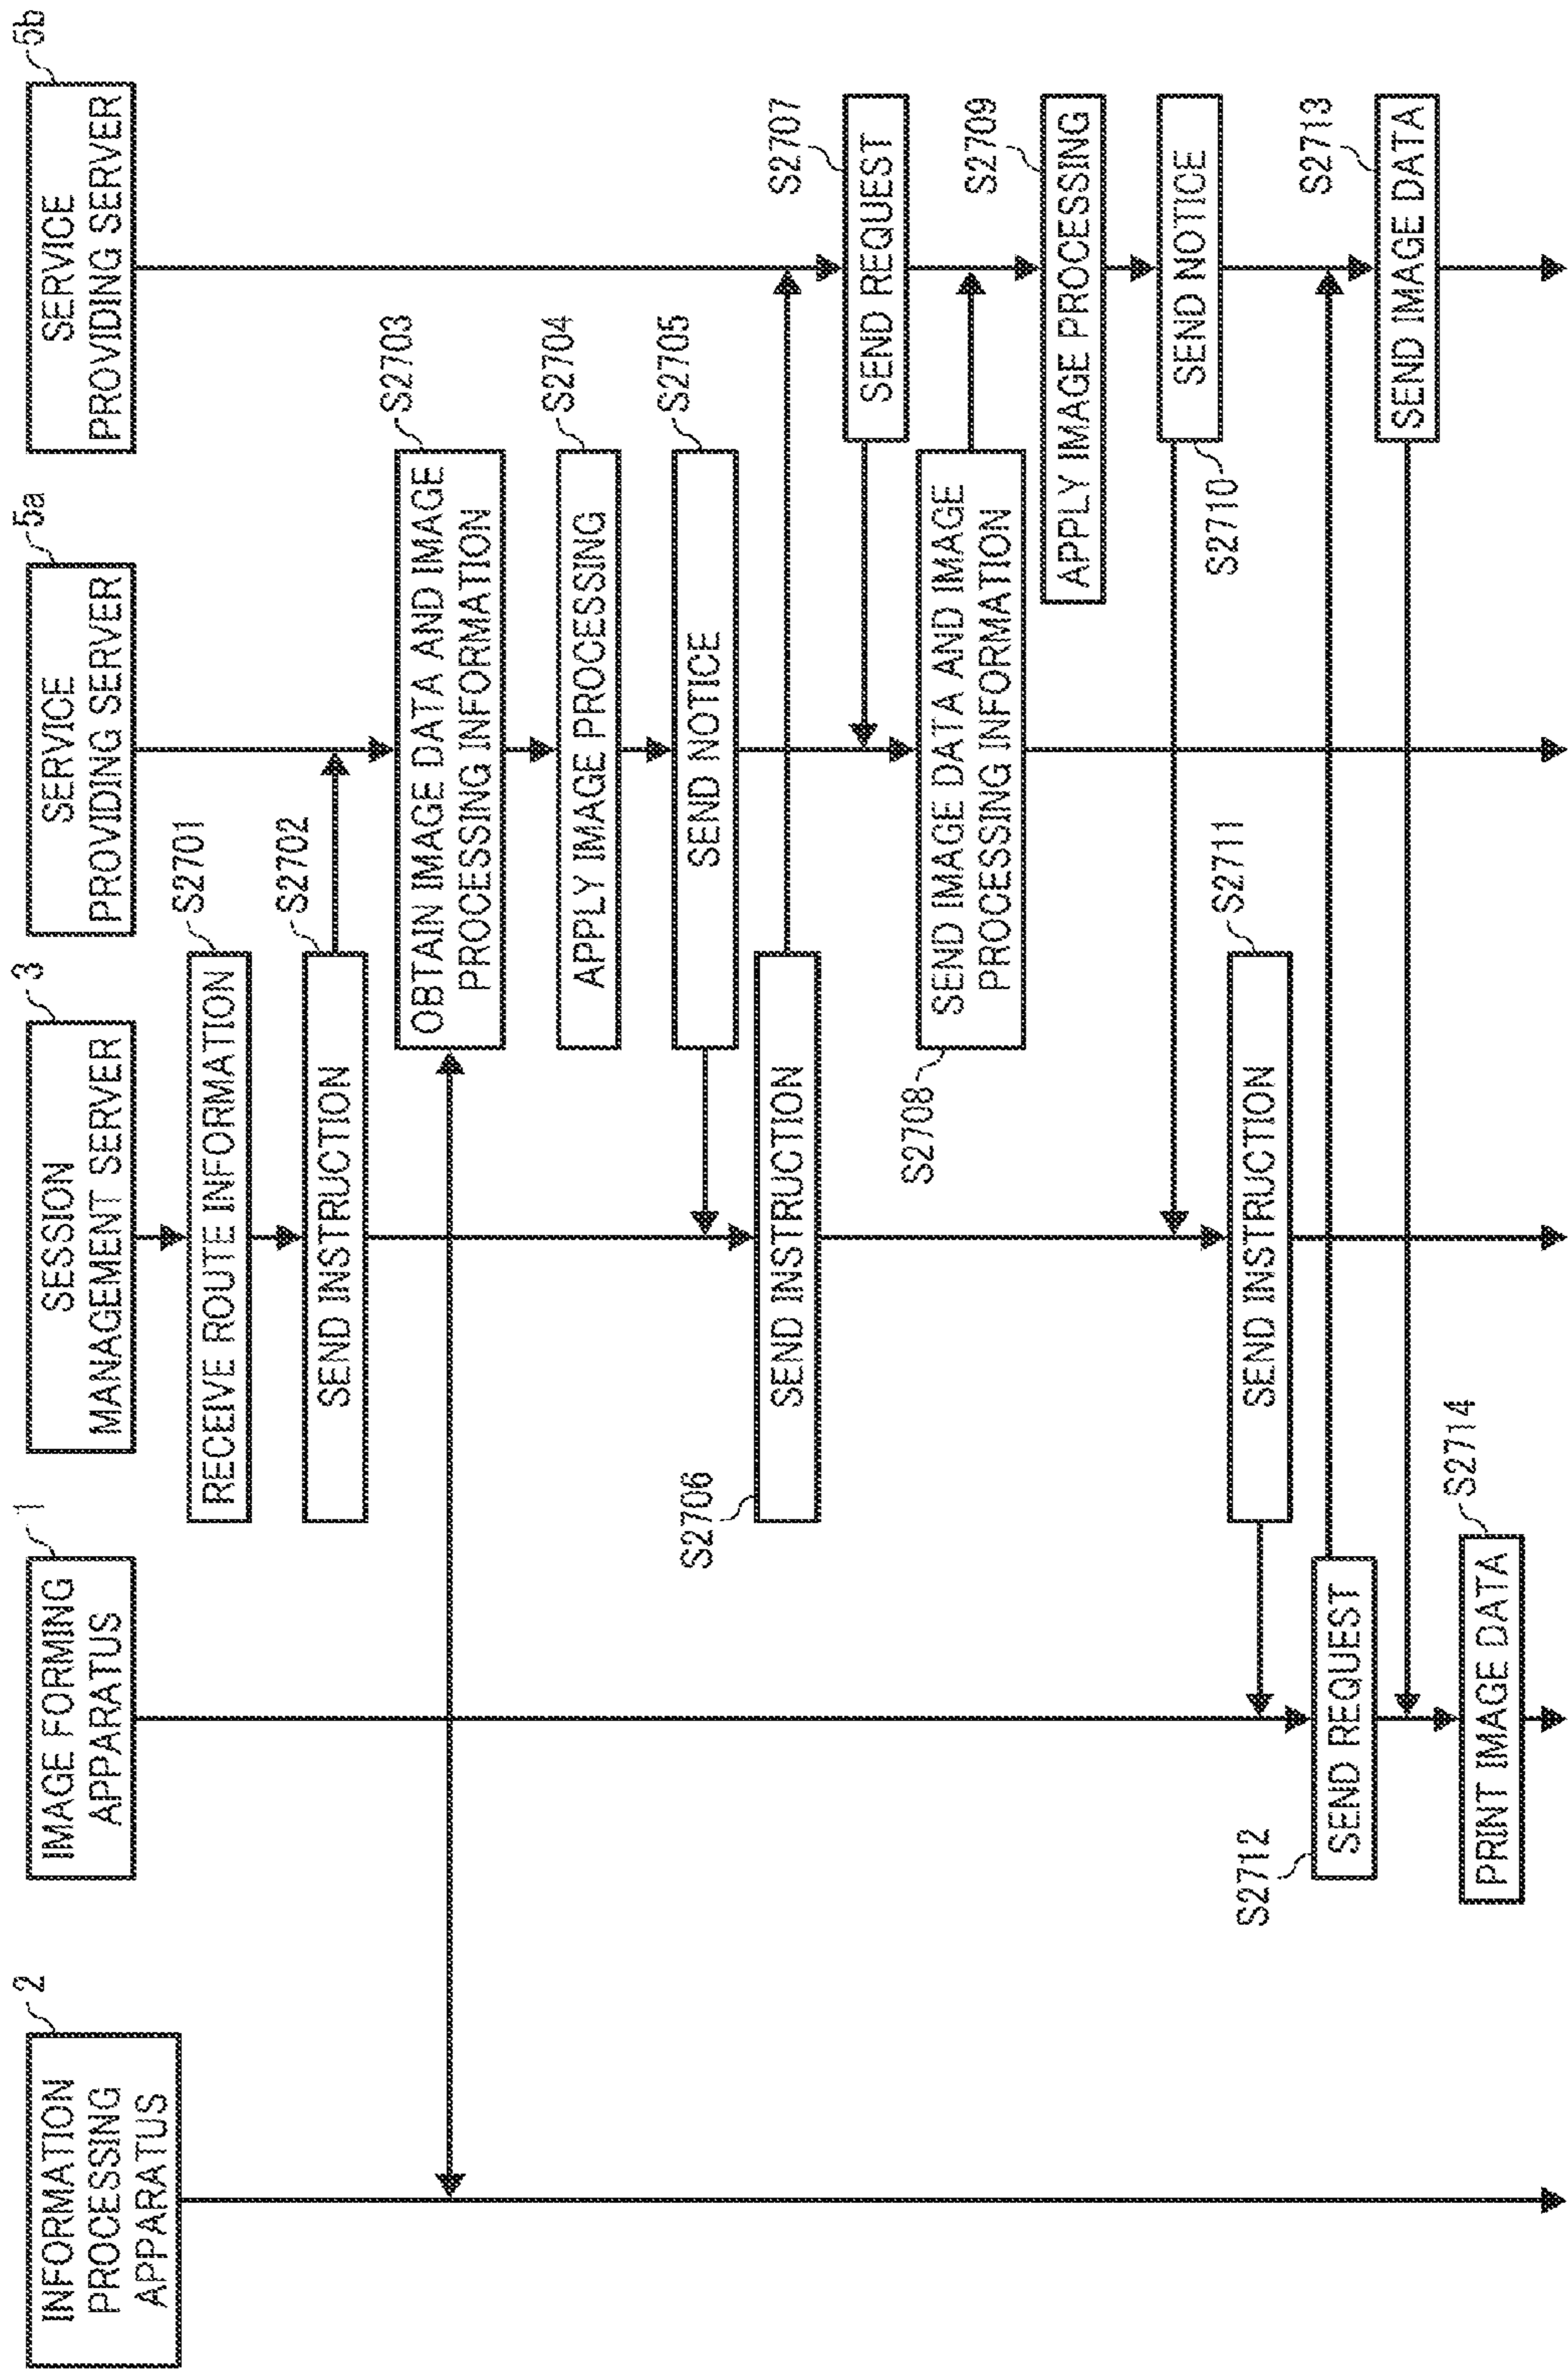 INFORMATION
PROCESSING
APPARATUS
2
IMAGE FORMING
APPARATUS
1
SESSION
MANAGEMENT SERVER
3
SERVICE
PROVIDING SERVER
5a
SERVICE
PROVIDING SERVER
5b
RECEIVE ROUTE INFORMATION
S2701
SEND INSTRUCTION
S2702
OBTAIN IMAGE DATA AND IMAGE
PROCESSING INFORMATION
S2703
APPLY IMAGE PROCESSING
S2704
SEND NOTICE
S2705
S2706
SEND INSTRUCTION
SEND REQUEST
S2707
S2708
SEND IMAGE DATA AND IMAGE
PROCESSING INFORMATION
APPLY IMAGE PROCESSING
S2709
SEND NOTICE
S2710
SEND INSTRUCTION
S2711
S2712
SEND REQUEST
SEND IMAGE DATA
S2713
PRINT IMAGE DATA
S2714